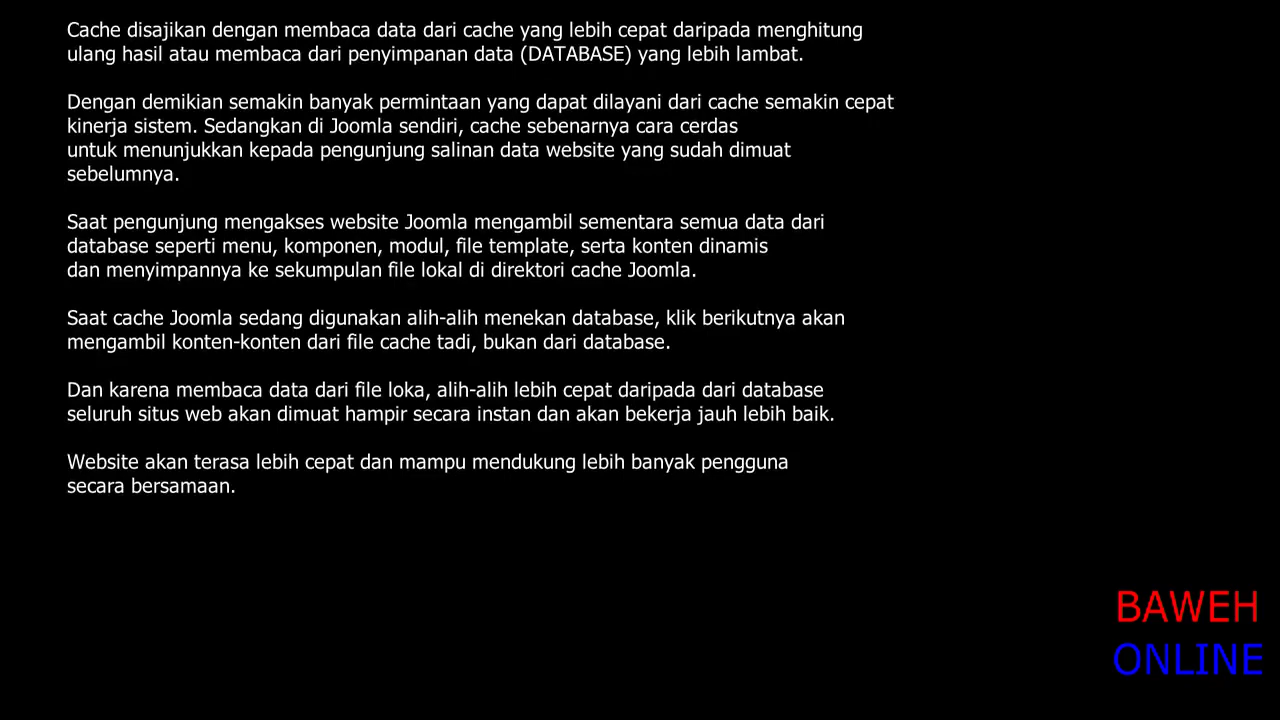 Cache disajikan dengan membaca data dari cache yang lebih cepat daripada menghitung
ulang hasil atau membaca dari penyimpanan data (DATABASE) yang lebih lambat.
Dengan demikian semakin banyak permintaan yang dapat dilayani dari cache semakin cepat
kinerja sistem. Sedangkan di Joomla sendiri, cache sebenarnya cara cerdas
untuk menunjukkan kepada pengunjung salinan data website yang sudah dimuat
sebelumnya.
Saat pengunjung mengakses website Joomla mengambil sementara semua data dari
database seperti menu, komponen, modul, file template, serta konten dinamis
dan menyimpannya ke sekumpulan file lokal di direktori cache Joomla.
Saat cache Joomla sedang digunakan alih-alih menekan database, klik berikutnya akan
mengambil konten-konten dari file cache tadi, bukan dari database.
Dan karena membaca data dari file loka, alih-alih lebih cepat daripada dari database
seluruh situs web akan dimuat hampir secara instan dan akan bekerja jauh lebih baik.
Website akan terasa lebih cepat dan mampu mendukung lebih banyak pengguna
secara bersamaan.
BAWEH
ONLINE